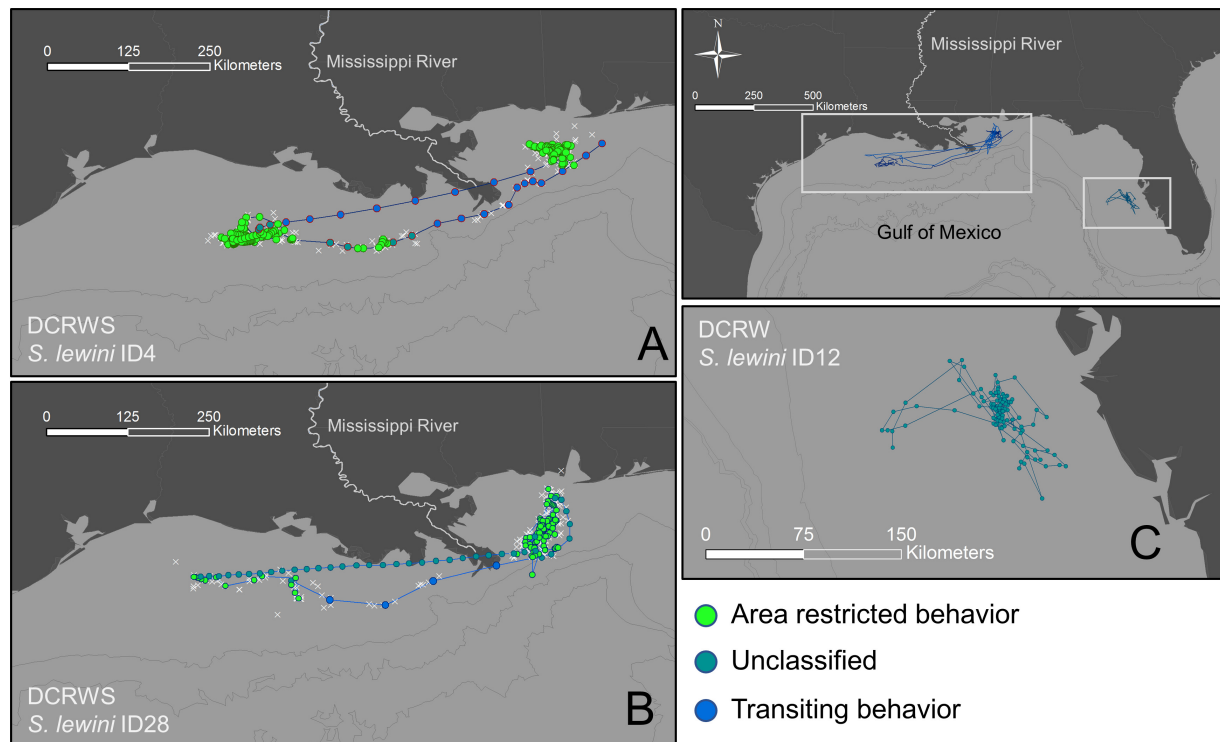 0 125 250
Kilometers
Mississippi River
DCRWS
S. lewini ID4
A
N
Mississippi River
0 250 500
Kilometers
Gulf of Mexico
0 125 250
Kilometers
Mississippi River
DCRWS
S. lewini ID28
B
DCRW
S. lewini ID12
0 75 150
Kilometers
C
Area restricted behavior
Unclassified
Transiting behavior